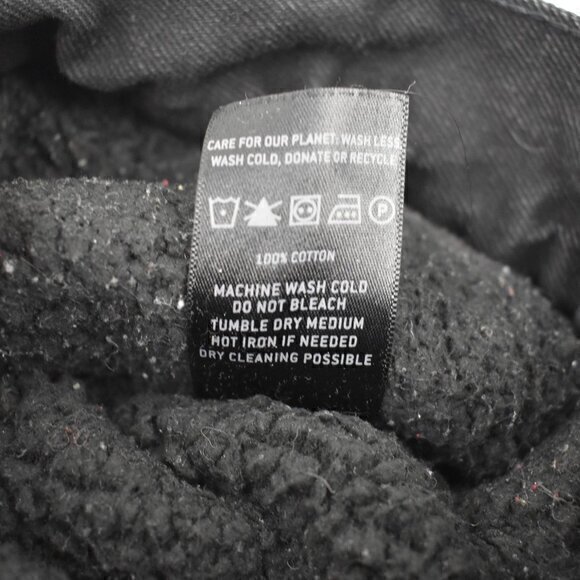 CARE FOR OUR PLANET: WASH LESS
WASH COLD, DONATE OR RECYCLE
P
100% COTTON
MACHINE WASH COLD
DO NOT BLEACH
TUMBLE DRY MEDIUM
HOT IRON IF NEEDED
DRY CLEANING POSSIBLE